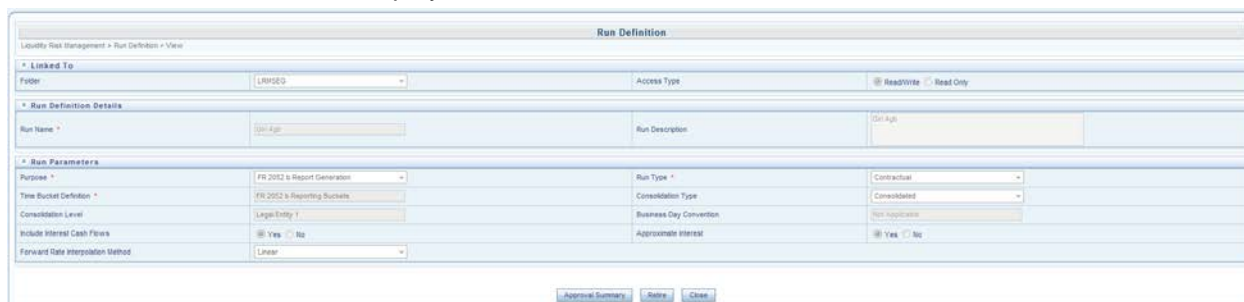 Run Definition
Liquidity Risk Management > Run Definition > View
Linked To
Folder LRMSEG Access Type Read/Write Read Only
Run Definition Details
Run Name * Run Description
Run Parameters
Purpose * FR 2052 b Report Generation Run Type * Contractual
Time Bucket Definition * FR 2052 b Reporting Buckets Consolidation Type Consolidated
Consolidation Level Legal Entity 1 Business Day Convention Not Applicable
Include Interest Cash Flows Yes No Approximate Interest Yes No
Forward Rate Interpolation Method Linear
Approval Summary Retire Close